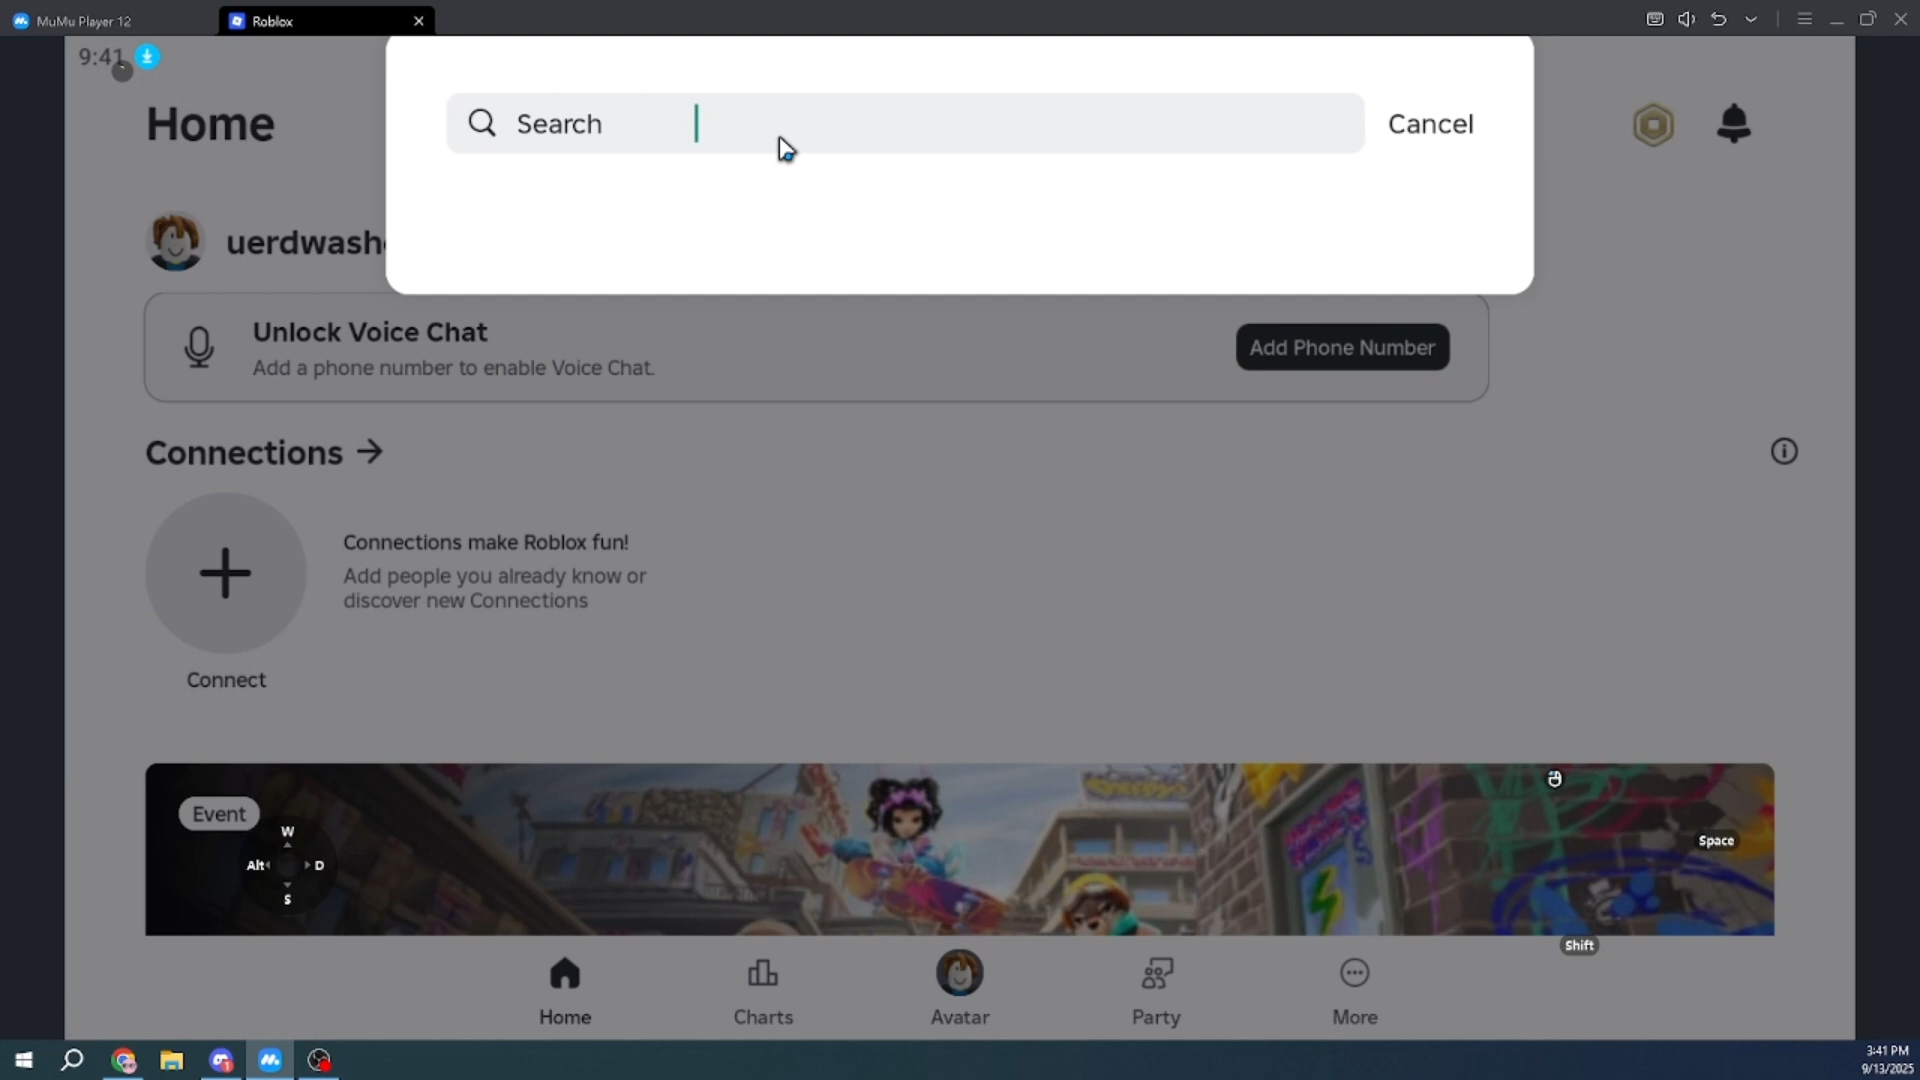 MuMu Player 12
Roblox
9:41
Home
Search
Cancel
Unlock Voice Chat
Add a phone number to enable Voice Chat.
Add Phone Number
Connections
Connections make Roblox fun!
Add people you already know or
discover new Connections
Connect
Event
W
Alt
D
S
Space
Shift
Home
Charts
Avatar
Party
More
3:41 PM
9/13/2025